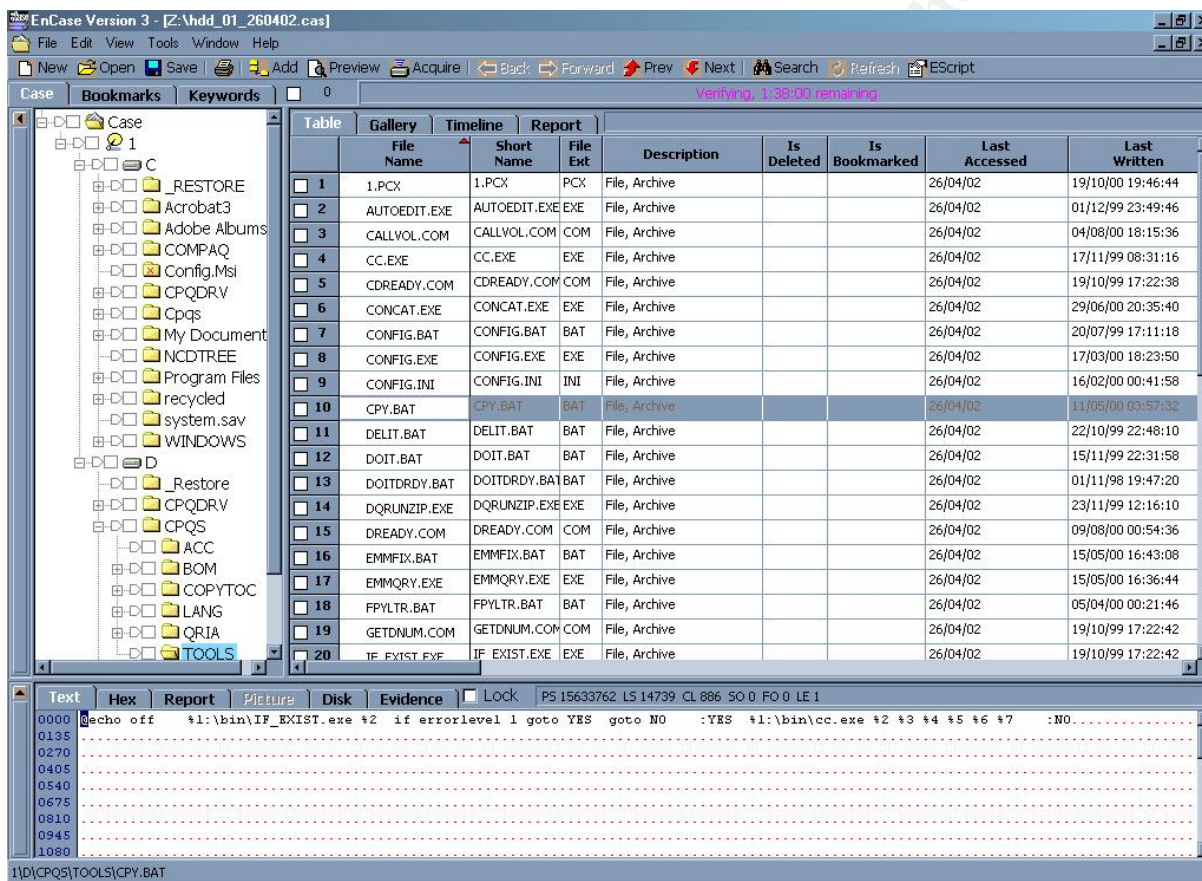 EnCase Version 3 - [Z:\hdd_01_260402.cas]
File Edit View Tools Window Help
New Open Save Add Preview Acquire Back Forward Prev Next Search Refresh EScript
Case Bookmarks Keywords 0 Verifying, 1:38:00 remaining
Case
1
C
_RESTORE
Acrobat3
Adobe Albums
COMPAQ
Config.Msi
CPQDRV
Cpqs
My Document
NCDTREE
Program Files
recycled
system.sav
WINDOWS
D
_Restore
CPQDRV
CPQS
ACC
BOM
COPYTOC
LANG
QRIA
TOOLS
Table Gallery Timeline Report
File Name Short Name File Ext Description Is Deleted Is Bookmarked Last Accessed Last Written
1 1.PCX 1.PCX PCX File, Archive 26/04/02 19/10/00 19:46:44
2 AUTOEDIT.EXE AUTOEDIT.EXE EXE File, Archive 26/04/02 01/12/99 23:49:46
3 CALLVOL.COM CALLVOL.COM COM File, Archive 26/04/02 04/08/00 18:15:36
4 CC.EXE CC.EXE EXE File, Archive 26/04/02 17/11/99 08:31:16
5 CDREADY.COM CDREADY.COM COM File, Archive 26/04/02 19/10/99 17:22:38
6 CONCAT.EXE CONCAT.EXE EXE File, Archive 26/04/02 29/06/00 20:35:40
7 CONFIG.BAT CONFIG.BAT BAT File, Archive 26/04/02 20/07/99 17:11:18
8 CONFIG.EXE CONFIG.EXE EXE File, Archive 26/04/02 17/03/00 18:23:50
9 CONFIG.INI CONFIG.INI INI File, Archive 26/04/02 16/02/00 00:41:58
10 CPY.BAT CPY.BAT BAT File, Archive 26/04/02 11/05/00 03:57:32
11 DELIT.BAT DELIT.BAT BAT File, Archive 26/04/02 22/10/99 22:48:10
12 DOIT.BAT DOIT.BAT BAT File, Archive 26/04/02 15/11/99 22:31:58
13 DOITDRDY.BAT DOITDRDY.BAT BAT File, Archive 26/04/02 01/11/98 19:47:20
14 DQRUNZIP.EXE DQRUNZIP.EXE EXE File, Archive 26/04/02 23/11/99 12:16:10
15 DREADY.COM DREADY.COM COM File, Archive 26/04/02 09/08/00 00:54:36
16 EMMFIX.BAT EMMFIX.BAT BAT File, Archive 26/04/02 15/05/00 16:43:08
17 EMMQRY.EXE EMMQRY.EXE EXE File, Archive 26/04/02 15/05/00 16:36:44
18 FPYLTR.BAT FPYLTR.BAT BAT File, Archive 26/04/02 05/04/00 00:21:46
19 GETDNUM.COM GETDNUM.COM COM File, Archive 26/04/02 19/10/99 17:22:42
20 IF_EXIST.EXE IF_EXIST.EXE EXE File, Archive 26/04/02 19/10/99 17:22:42
Text Hex Report Picture Disk Evidence Lock PS 15633762 LS 14739 CL 886 SO 0 FO 0 LE 1
0000 @echo off %1:\bin\IF_EXIST.exe %2 if errorlevel 1 goto YES goto NO :YES %1:\bin\cc.exe %2 %3 %4 %5 %6 %7 :NO
0135
0270
0405
0540
0675
0810
0945
1080
1\D\CPQS\TOOLS\CPY.BAT